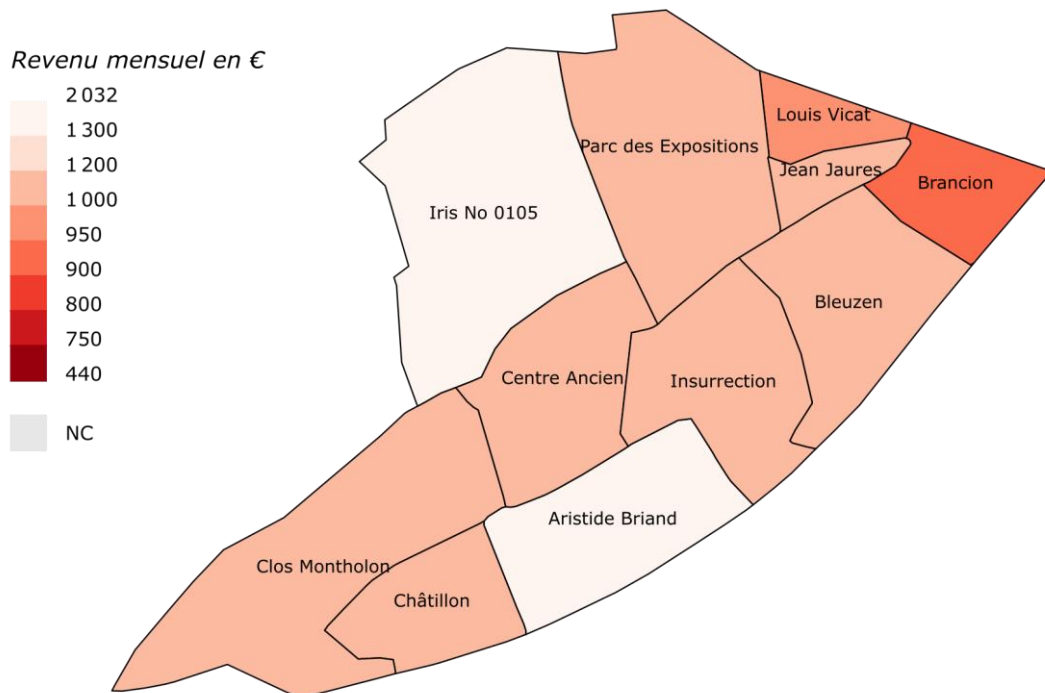 Revenu mensuel en €
2 032
1 300
1 200
1 000
950
900
800
750
440
NC
Louis Vicat
Parc des Expositions
Jean Jaures
Brancion
Iris No 0105
Bleuzen
Centre Ancien
Insurrection
Aristide Briand
Clos Montholon
Châtillon